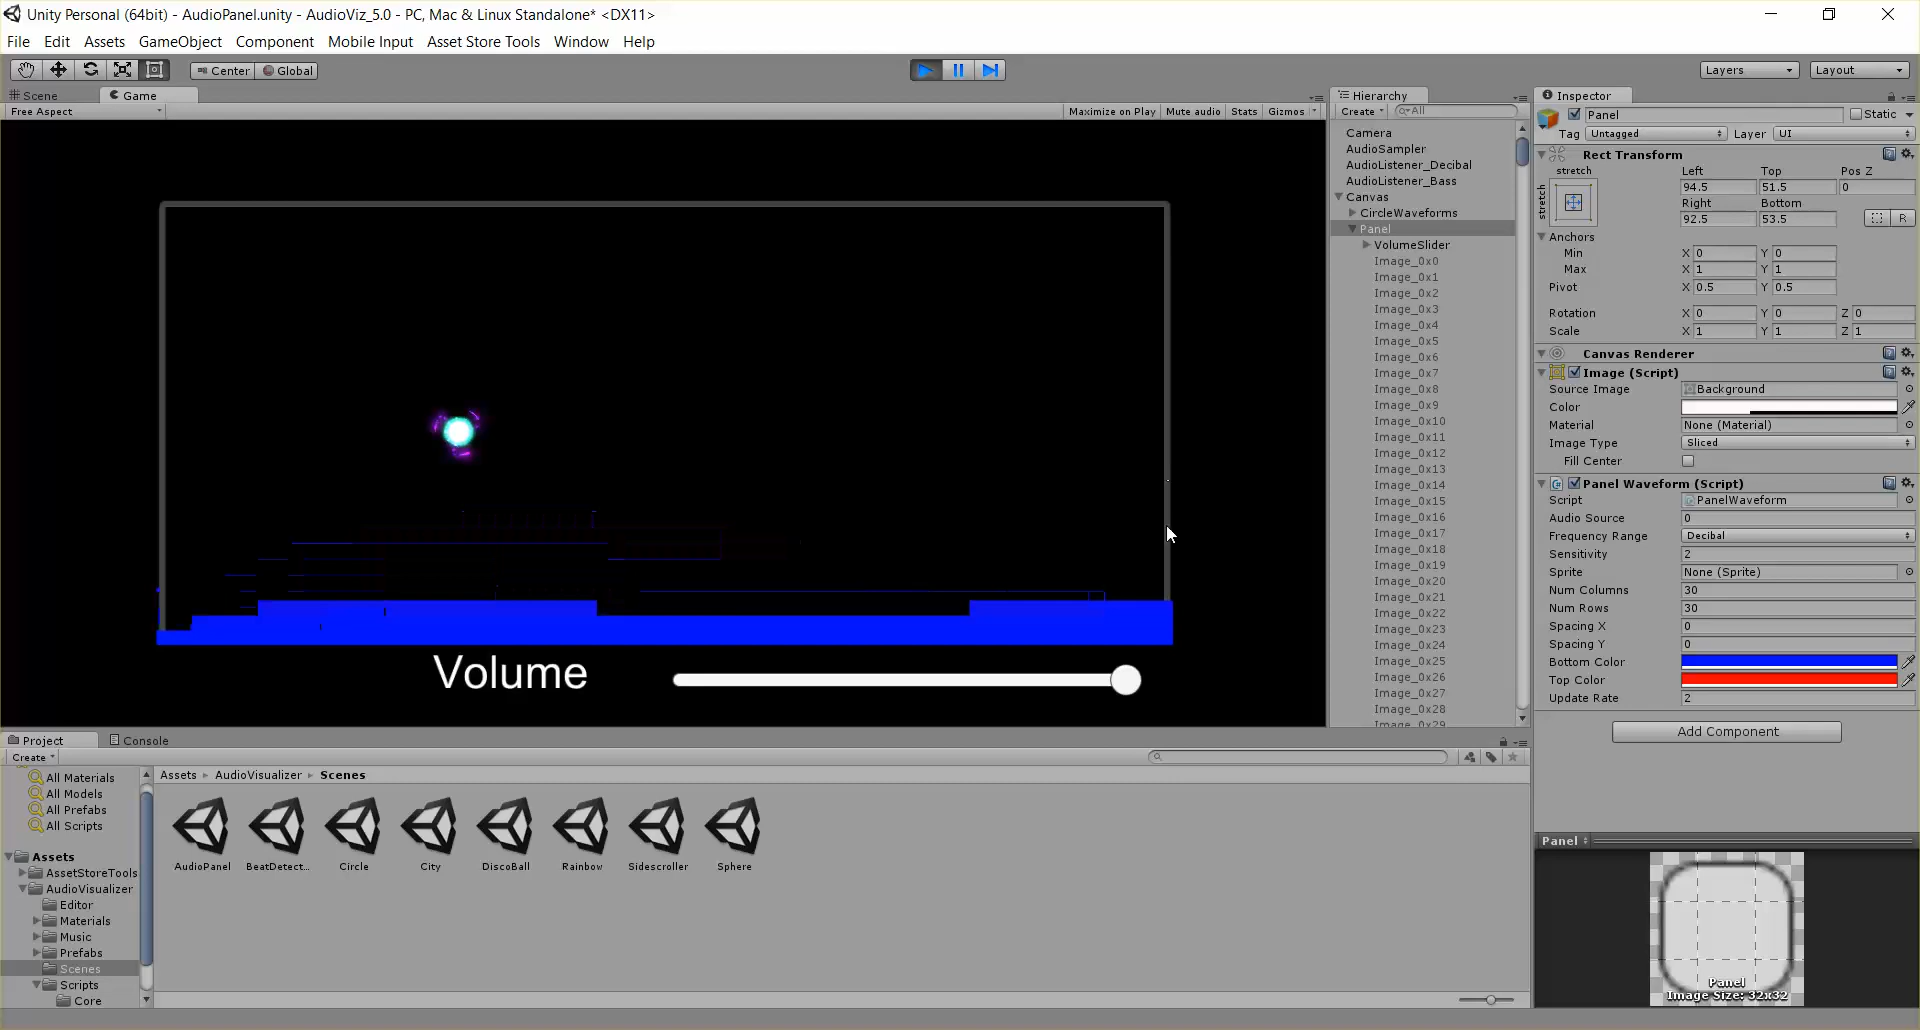 Unity Personal (64bit) - AudioPanel.unity - AudioViz_5.0 - PC, Mac & Linux Standalone* <DX11>
File Edit Assets GameObject Component Mobile Input Asset Store Tools Window Help
Center Global Layers Layout
Scene Game
Free Aspect Maximize on Play Mute audio Stats Gizmos
Volume
Hierarchy
Create All
Camera
AudioSampler
AudioListener_Decibal
AudioListener_Bass
Canvas
CircleWaveforms
Panel
VolumeSlider
Image_0x0
Image_0x1
Image_0x2
Image_0x3
Image_0x4
Image_0x5
Image_0x6
Image_0x7
Image_0x8
Image_0x9
Image_0x10
Image_0x11
Image_0x12
Image_0x13
Image_0x14
Image_0x15
Image_0x16
Image_0x17
Image_0x18
Image_0x19
Image_0x20
Image_0x21
Image_0x22
Image_0x23
Image_0x24
Image_0x25
Image_0x26
Image_0x27
Image_0x28
Image_0x29
Inspector
Panel Static
Tag Untagged Layer UI
Rect Transform
stretch Left Top Pos Z
stretch 94.5 51.5 0
Right Bottom
92.5 53.5 R
Anchors
Min X 0 Y 0
Max X 1 Y 1
Pivot X 0.5 Y 0.5
Rotation X 0 Y 0 Z 0
Scale X 1 Y 1 Z 1
Canvas Renderer
Image (Script)
Source Image Background
Color
Material None (Material)
Image Type Sliced
Fill Center
Panel Waveform (Script)
Script PanelWaveform
Audio Source 0
Frequency Range Decibal
Sensitivity 2
Sprite None (Sprite)
Num Columns 30
Num Rows 30
Spacing X 0
Spacing Y 0
Bottom Color
Top Color
Update Rate 2
Add Component
Panel
Panel
Image Size: 32x32
Project Console
Create
All Materials
All Models
All Prefabs
All Scripts
Assets
AssetStoreTools
AudioVisualizer
Editor
Materials
Music
Prefabs
Scenes
Scripts
Core
Assets AudioVisualizer Scenes
AudioPanel BeatDetect... Circle City DiscoBall Rainbow Sidescroller Sphere